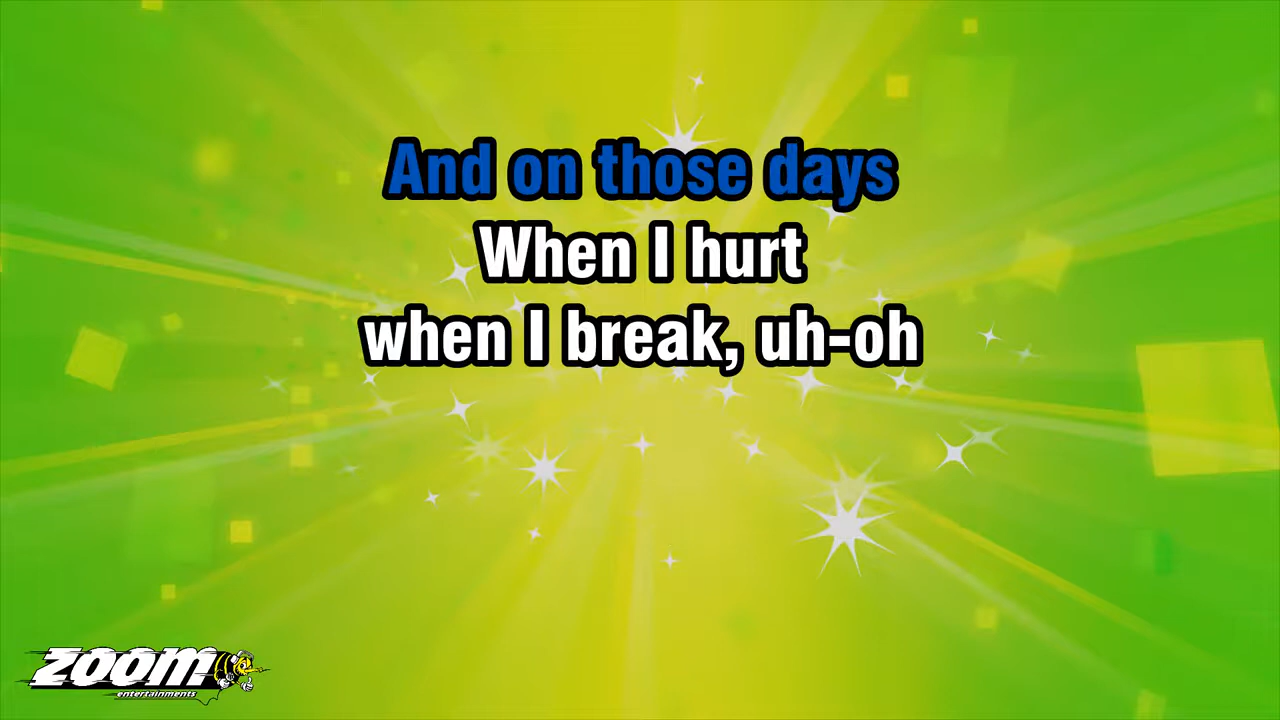 And on those days
When I hurt
when I break, uh-oh
ZOOM
entertainments